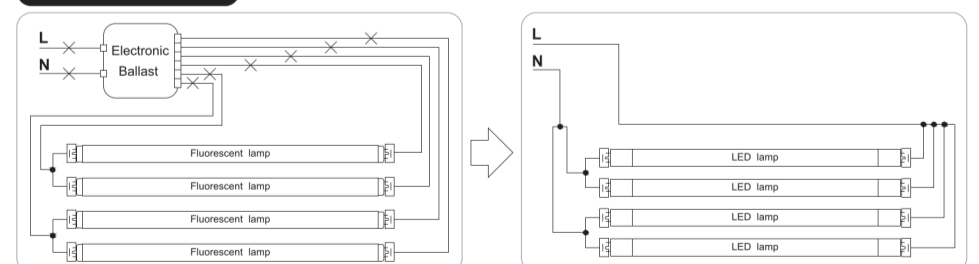 L
Electronic
N
Ballast
Fluorescent lamp
Fluorescent lamp
Fluorescent lamp
Fluorescent lamp
L
N
LED lamp
LED lamp
LED lamp
LED lamp